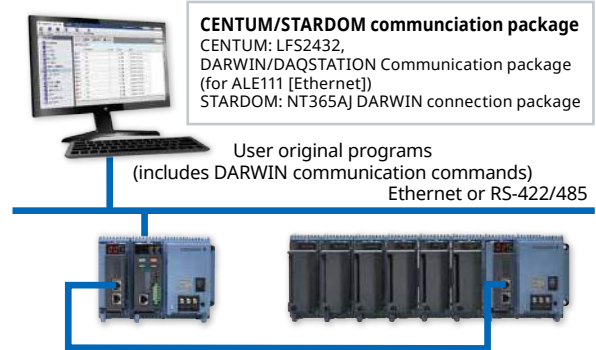 CENTUM/STARDOM communciation package
CENTUM: LFS2432,
DARWIN/DAQSTATION Communication package
(for ALE111 [Ethernet])
STARDOM: NT365AJ DARWIN connection package
User original programs
(includes DARWIN communication commands)
Ethernet or RS-422/485